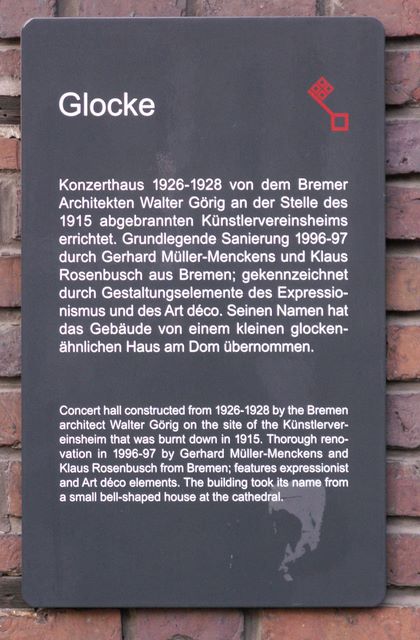 Glocke
Konzerthaus 1926-1928 von dem Bremer
Architekten Walter Görig an der Stelle des
1915 abgebrannten Künstlervereinsheims
errichtet. Grundlegende Sanierung 1996-97
durch Gerhard Müller-Menckens und Klaus
Rosenbusch aus Bremen; gekennzeichnet
durch Gestaltungselemente des Expressio-
nismus und des Art déco. Seinen Namen hat
das Gebäude von einem kleinen glocken-
ähnlichen Haus am Dom übernommen.
Concert hall constructed from 1926-1928 by the Bremen
architect Walter Görig on the site of the Künstlerver-
einsheim that was burnt down in 1915. Thorough reno-
vation in 1996-97 by Gerhard Müller-Menckens and
Klaus Rosenbusch from Bremen; features expressionist
and Art déco elements. The building took its name from
a small bell-shaped house at the cathedral.